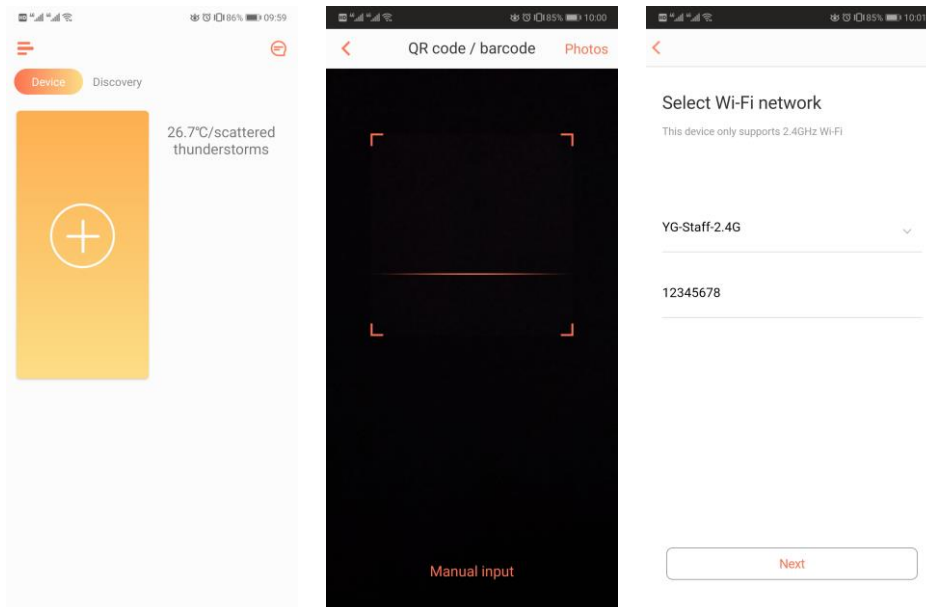 86% 09:59
Device
Discovery
26.7℃/scattered
thunderstorms
85% 10:00
QR code / barcode
Photos
Manual input
85% 10:01
Select Wi-Fi network
This device only supports 2.4GHz Wi-Fi
YG-Staff-2.4G
12345678
Next